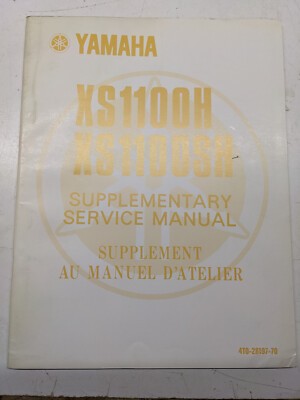 YAMAHA
XS1100H
XS1100SH
SUPPLEMENTARY
SERVICE MANUAL
SUPPLEMENT
AU MANUEL D'ATELIER